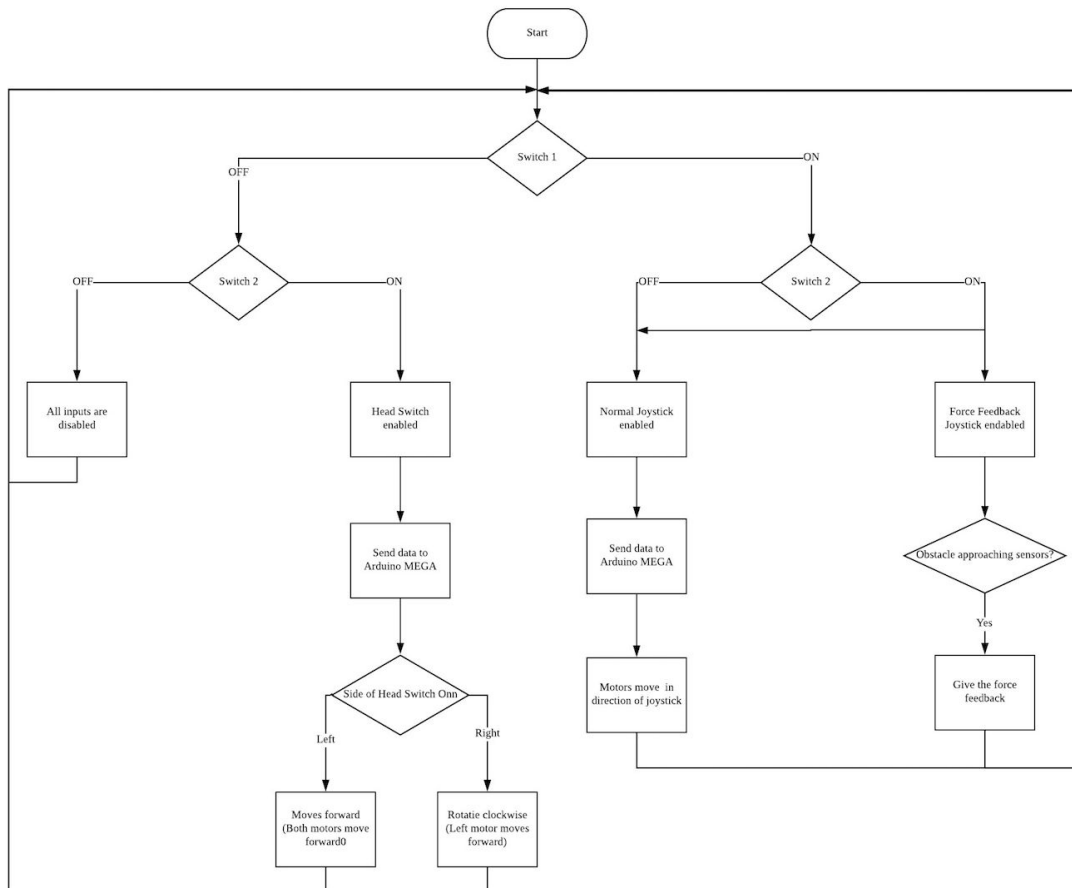 Start
Switch 1
OFF
ON
Switch 2
Switch 2
OFF
ON
OFF
ON
All inputs are
disabled
Head Switch
enabled
Normal Joystick
enabled
Force Feedback
Joystick endabled
Send data to
Arduino MEGA
Send data to
Arduino MEGA
Obstacle approaching sensors?
Yes
Side of Head Switch Onn
Motors move in
direction of joystick
Give the force
feedback
Left
Right
Moves forward
(Both motors move
forward0
Rotatie clockwise
(Left motor moves
forward)